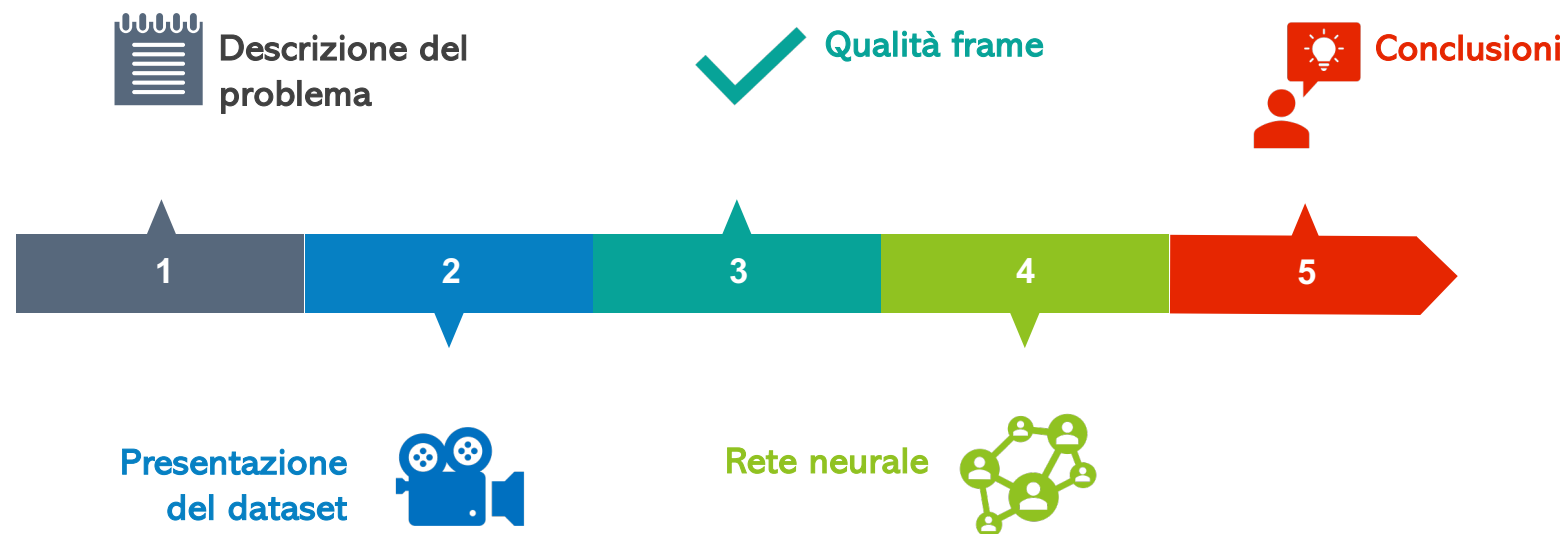 Descrizione del
problema
Qualità frame
Conclusioni
1
2
3
4
5
Presentazione
del dataset
Rete neurale